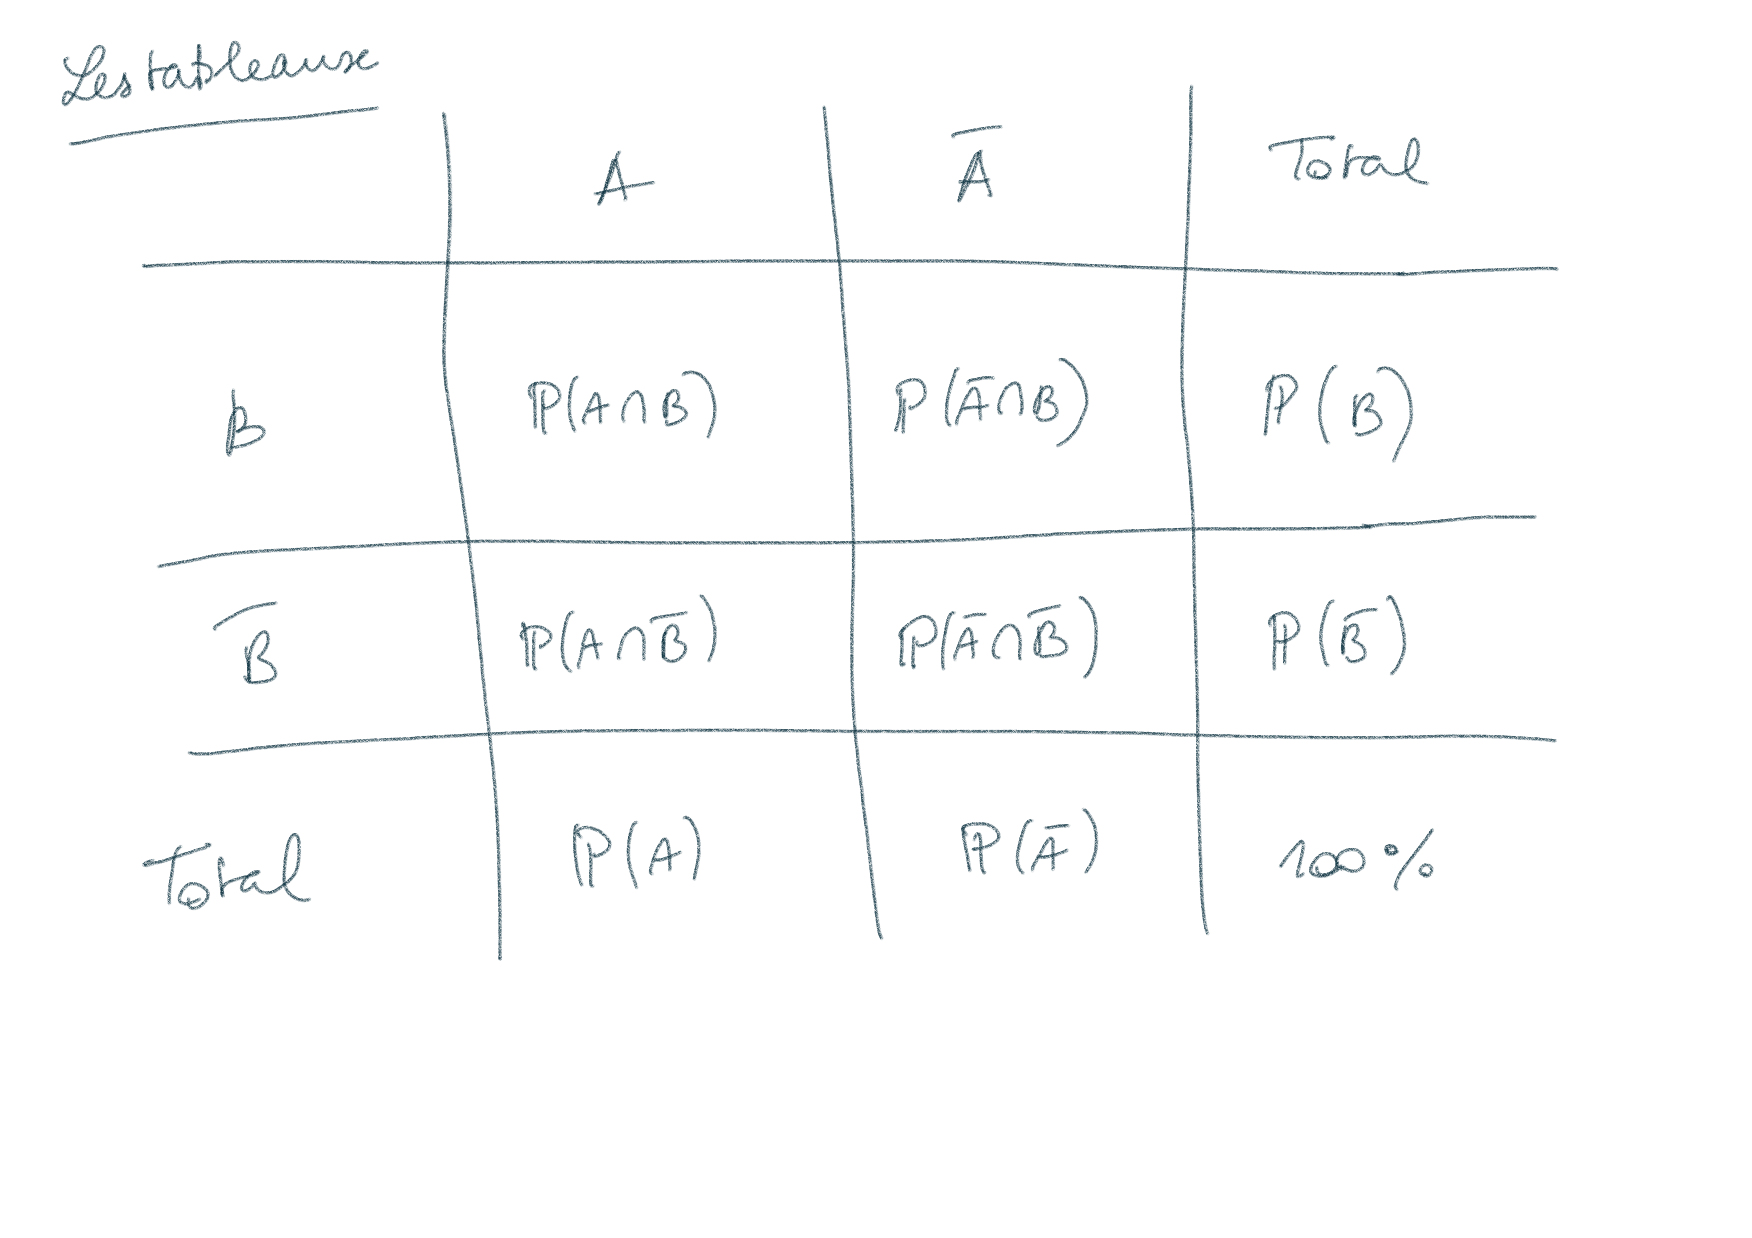 Les tableaux
A Ā Total
B ℙ(A∩B) ℙ(Ā∩B) ℙ(B)
B̄ ℙ(A∩B̄) ℙ(Ā∩B̄) ℙ(B̄)
Total ℙ(A) ℙ(Ā) 100%